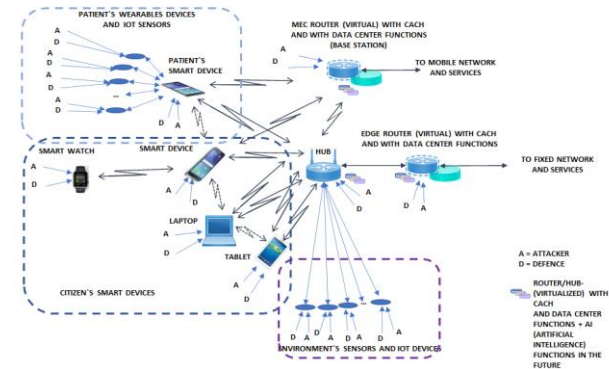 PATIENT´S WEARABLES DEVICES
AND IOT SENSORS
A
D
A
D
A
D
A
D
PATIENT´S
SMART DEVICE
D
A
MEC ROUTER (VIRTUAL) WITH CACH
AND WITH DATA CENTER FUNCTIONS
(BASE STATION)
A
D
TO MOBILE NETWORK
AND SERVICES
SMART WATCH
A
D
SMART DEVICE
A
D
HUB
A
D
EDGE ROUTER (VIRTUAL) WITH CACH
AND WITH DATA CENTER FUNCTIONS
D
A
TO FIXED NETWORK
AND SERVICES
LAPTOP
A
D
TABLET
A
D
CITIZEN´S SMART DEVICES
D
A
D
A
D
A
D
A
ENVIRONMENT´S SENSORS AND IOT DEVICES
A = ATTACKER
D = DEFENCE
ROUTER/HUB-
(VIRTUALIZED) WITH
CACH
AND DATA CENTER
FUNCTIONS + AI
(ARTIFICIAL
INTELLIGENCE)
FUNCTIONS IN THE
FUTURE